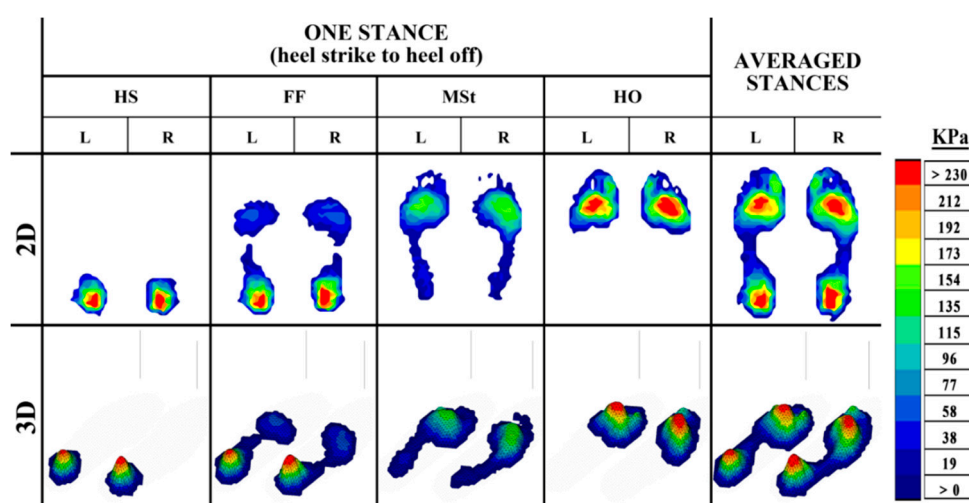 ONE STANCE
(heel strike to heel off)
AVERAGED
STANCES
HS
FF
MSt
HO
L
R
L
R
L
R
L
R
L
R
KPa
2D
> 230
212
192
173
154
135
115
96
77
58
38
19
> 0
3D